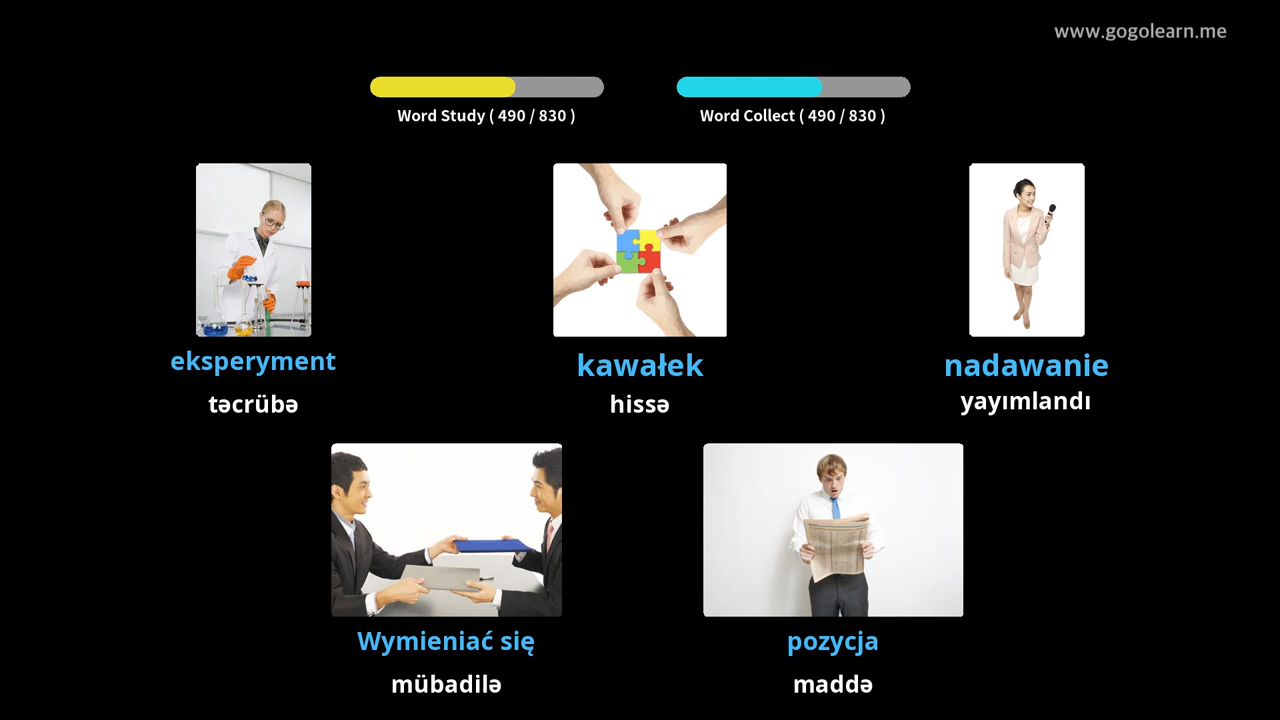 www.gogolearn.me
Word Study ( 490 / 830 )
Word Collect ( 490 / 830 )
eksperyment
təcrübə
kawałek
hissə
nadawanie
yayımlandı
Wymieniać się
mübadilə
pozycja
maddə